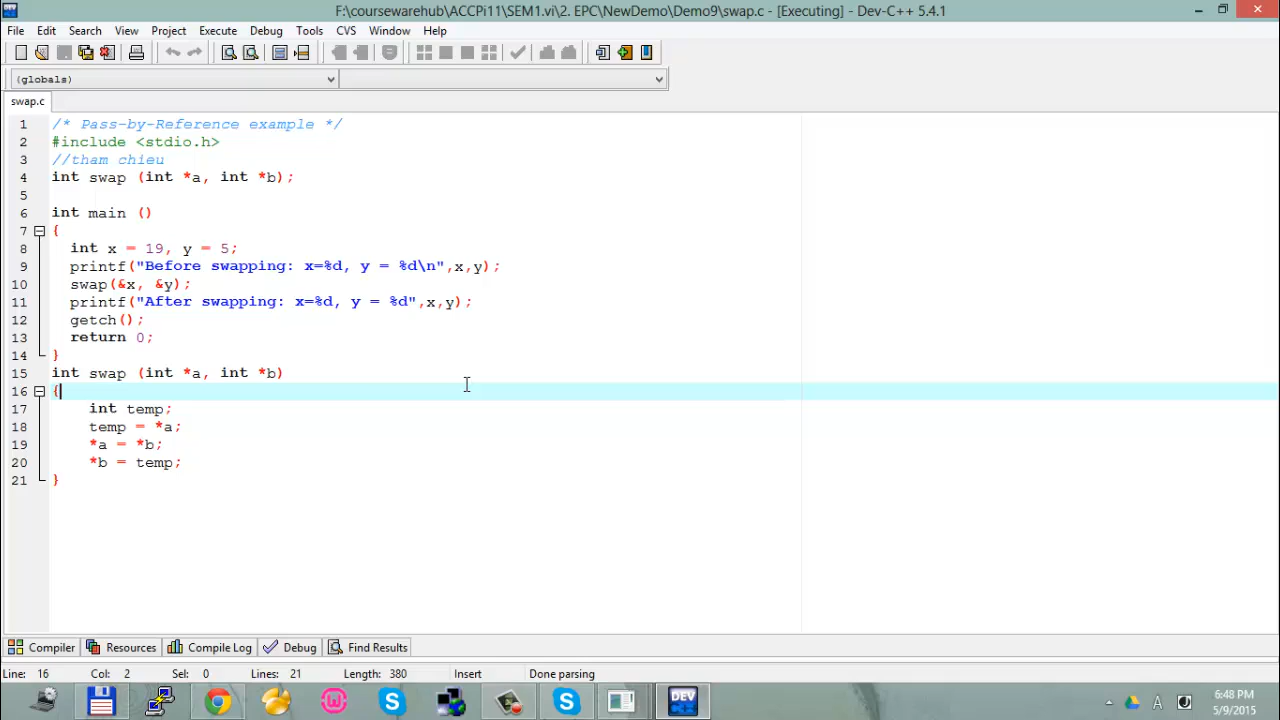 F:\coursewarehub\ACCPi11\SEM1.vi\2. EPC\NewDemo\Demo9\swap.c - [Executing] - Dev-C++ 5.4.1
File Edit Search View Project Execute Debug Tools CVS Window Help
(globals)
swap.c
1 /* Pass-by-Reference example */
2 #include <stdio.h>
3 //tham chieu
4 int swap (int *a, int *b);
5
6 int main ()
7 {
8 int x = 19, y = 5;
9 printf("Before swapping: x=%d, y = %d\n",x,y);
10 swap(&x, &y);
11 printf("After swapping: x=%d, y = %d",x,y);
12 getch();
13 return 0;
14 }
15 int swap (int *a, int *b)
16 {
17 int temp;
18 temp = *a;
19 *a = *b;
20 *b = temp;
21 }
Compiler Resources Compile Log Debug Find Results
Line: 16 Col: 2 Sel: 0 Lines: 21 Length: 380 Insert Done parsing
DEV C++
6:48 PM
5/9/2015